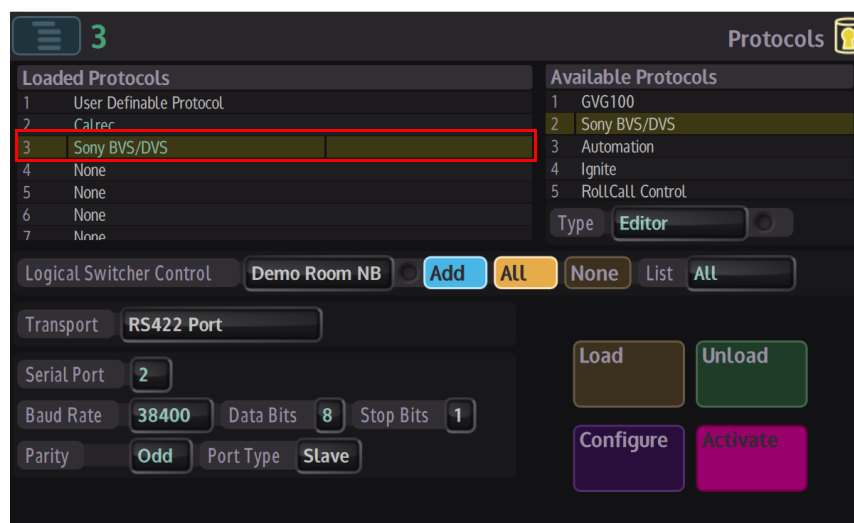 3 Protocols
Loaded Protocols
1 User Definable Protocol
2 Calrec
3 Sony BVS/DVS
4 None
5 None
6 None
7 None
Available Protocols
1 GVG100
2 Sony BVS/DVS
3 Automation
4 Ignite
5 RollCall Control
Type Editor
Logical Switcher Control Demo Room NB Add All None List All
Transport RS422 Port
Serial Port 2
Baud Rate 38400 Data Bits 8 Stop Bits 1
Parity Odd Port Type Slave
Load Unload
Configure Activate